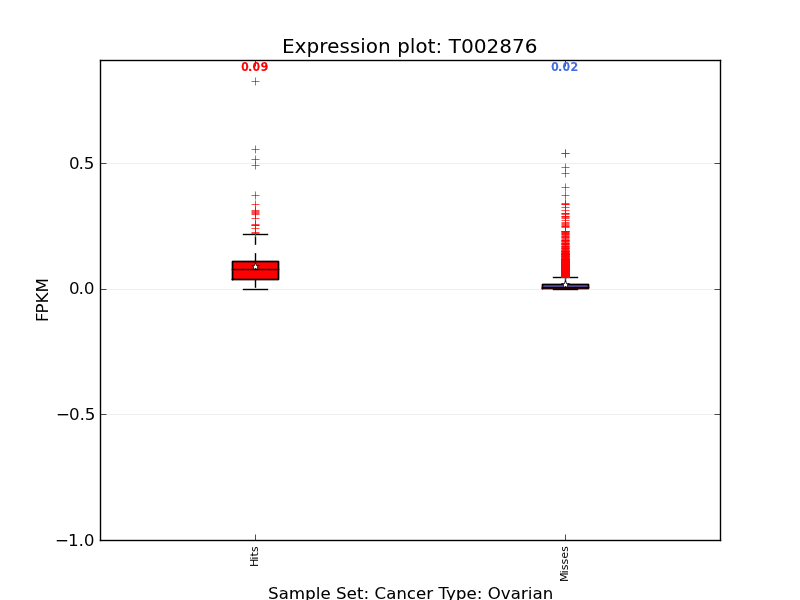 Expression plot: T002876
0.09
0.02
0.5
0.0
−0.5
−1.0
FPKM
Hits
Misses
Sample Set: Cancer Type: Ovarian